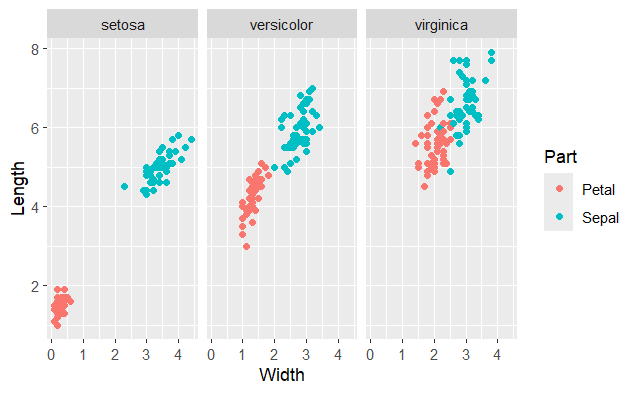 setosa versicolor virginica
8
6
4
2
Length
0 1 2 3 4 0 1 2 3 4 0 1 2 3 4
Width
Part
Petal
Sepal